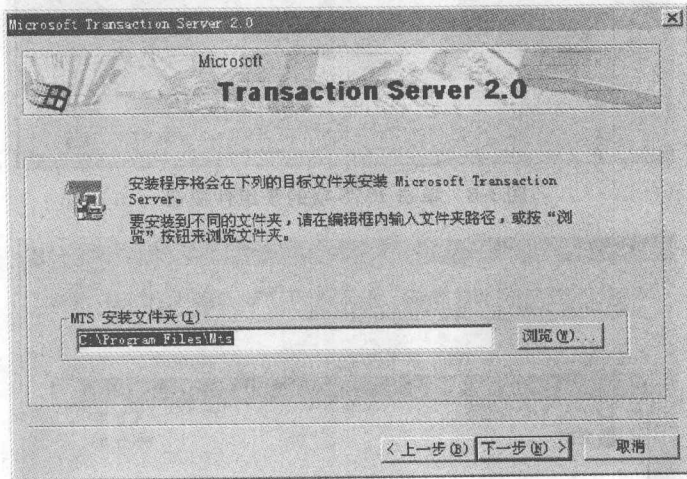 Microsoft Transaction Server 2.0
Microsoft
Transaction Server 2.0
安装程序将会在下列的目标文件夹安装 Microsoft Transaction
Server。
要安装到不同的文件夹，请在编辑框内输入文件夹路径，或按“浏
览”按钮来浏览文件夹。
MTS 安装文件夹(I)
C:\Program Files\Mts
浏览(W)...
< 上一步(B) 下一步(N) > 取消